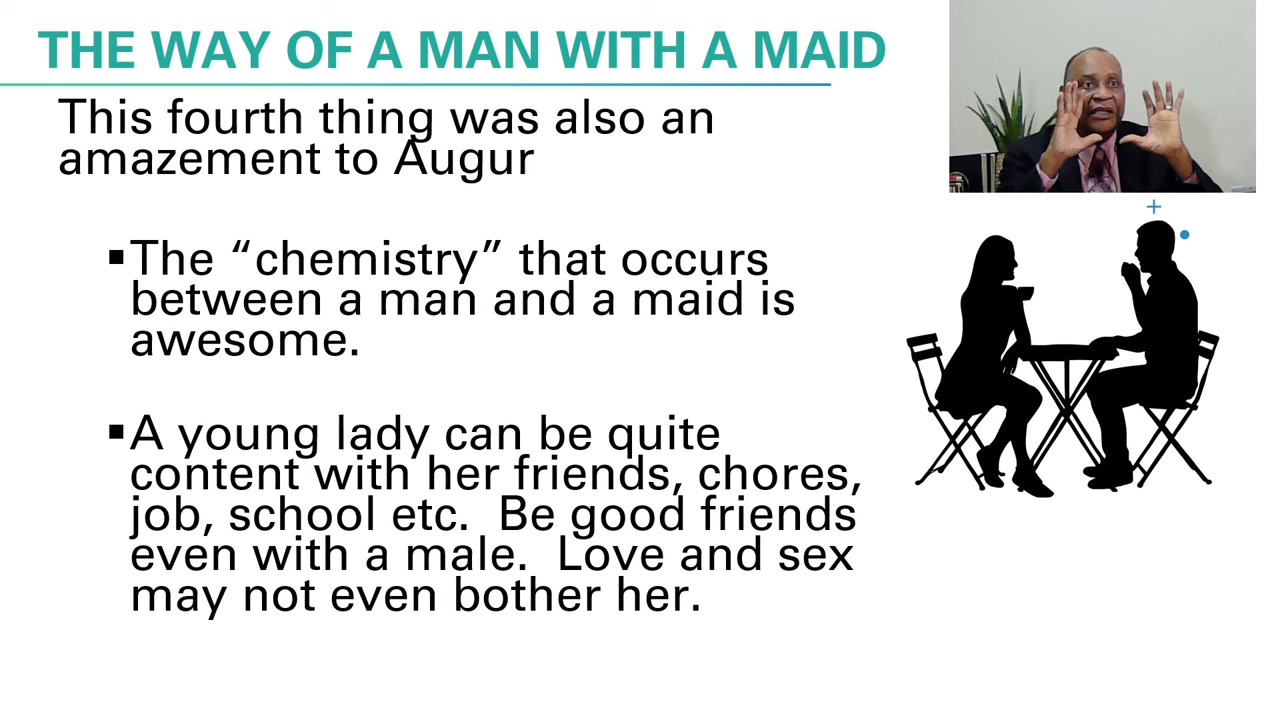 THE WAY OF A MAN WITH A MAID
This fourth thing was also an
amazement to Augur
▪The “chemistry” that occurs
between a man and a maid is
awesome.
▪A young lady can be quite
content with her friends, chores,
job, school etc.  Be good friends
even with a male.  Love and sex
may not even bother her.